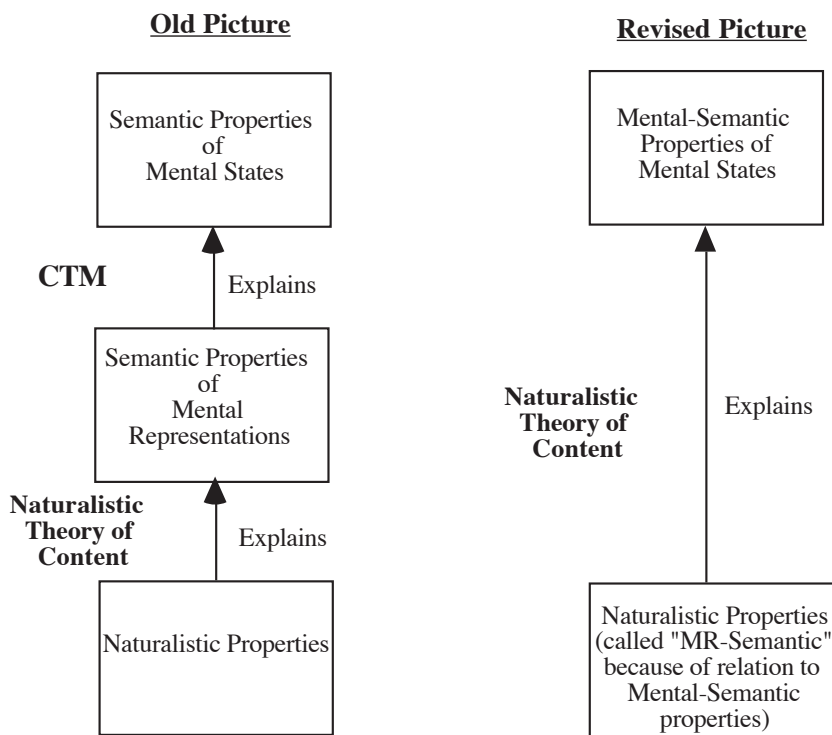 Old Picture
Semantic Properties
of
Mental States
CTM
Explains
Semantic Properties
of
Mental
Representations
Naturalistic
Theory of
Content
Explains
Naturalistic Properties
Revised Picture
Mental-Semantic
Properties of
Mental States
Naturalistic
Theory of
Content
Explains
Naturalistic Properties
(called "MR-Semantic"
because of relation to
Mental-Semantic
properties)